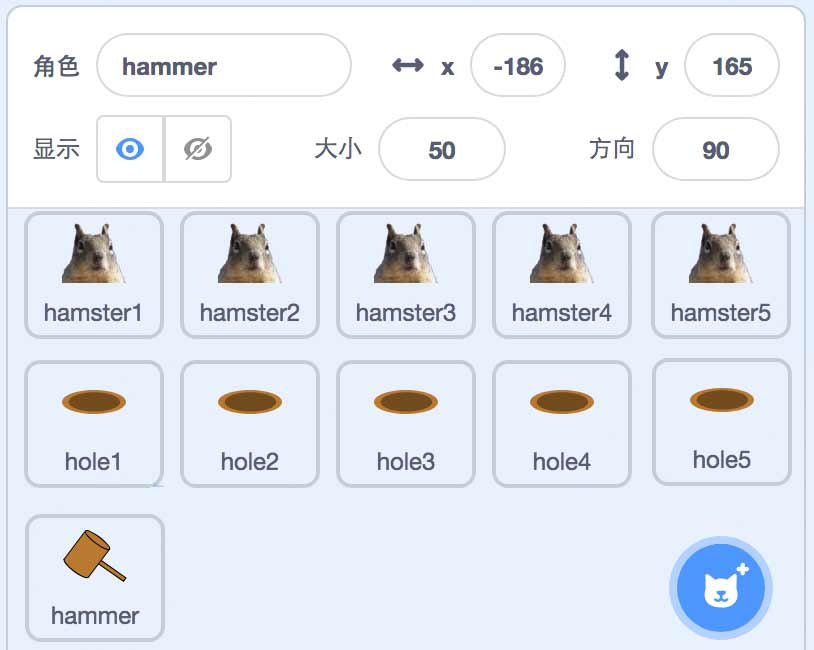 角色 hammer x -186 y 165
显示 大小 50 方向 90
hamster1 hamster2 hamster3 hamster4 hamster5
hole1 hole2 hole3 hole4 hole5
hammer